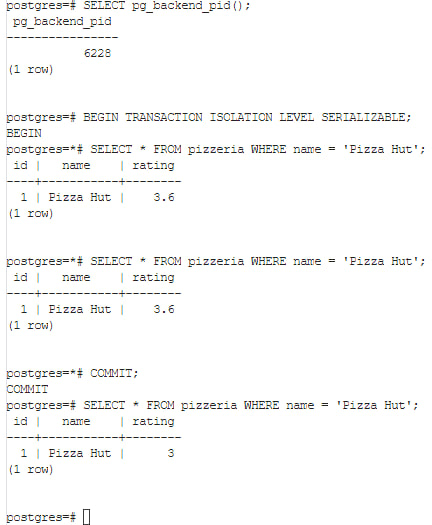 postgres=# SELECT pg_backend_pid();
 pg_backend_pid
----------------
           6228
(1 row)
postgres=# BEGIN TRANSACTION ISOLATION LEVEL SERIALIZABLE;
BEGIN
postgres=*# SELECT * FROM pizzeria WHERE name = 'Pizza Hut';
 id |   name    | rating
----+-----------+--------
  1 | Pizza Hut |    3.6
(1 row)
postgres=*# SELECT * FROM pizzeria WHERE name = 'Pizza Hut';
 id |   name    | rating
----+-----------+--------
  1 | Pizza Hut |    3.6
(1 row)
postgres=*# COMMIT;
COMMIT
postgres=# SELECT * FROM pizzeria WHERE name = 'Pizza Hut';
 id |   name    | rating
----+-----------+--------
  1 | Pizza Hut |      3
(1 row)
postgres=#